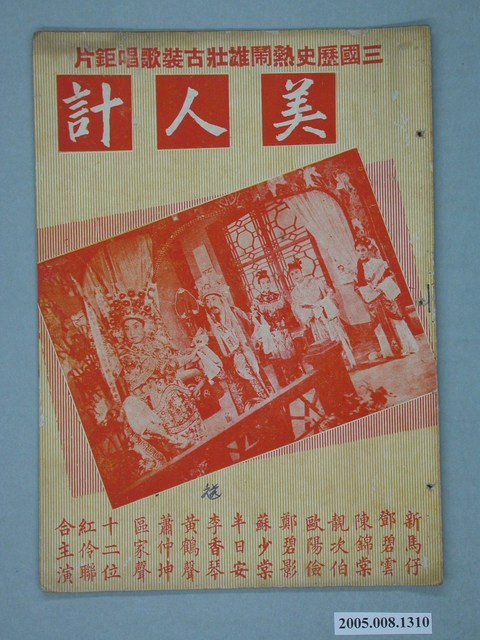 三國歷史熱鬧雄壯古裝歌唱鉅片
美人計
新馬仔
鄧碧雲
陳錦棠
靚次伯
歐陽儉
鄭碧影
蘇少棠
半日安
李香琴
黃鶴聲
蕭仲坤
區家聲
十二位
紅伶聯
合主演
2005.008.1310